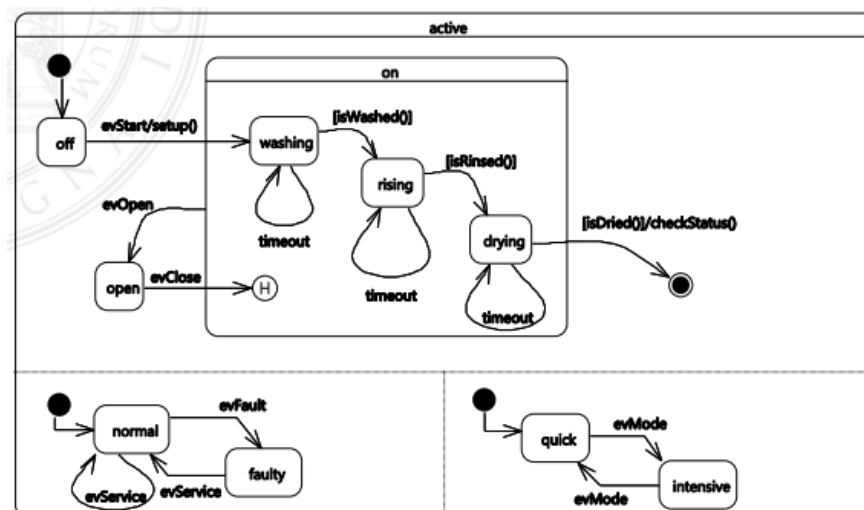 active
on
off
evStart/setup()
washing
[isWashed()]
rising
[isRinsed()]
drying
[isDried()]/checkStatus()
timeout
timeout
timeout
evOpen
open
evClose
H
normal
evFault
faulty
evService
evService
quick
evMode
intensive
evMode